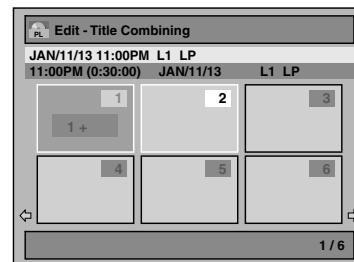 PL Edit - Title Combining
JAN/11/13 11:00PM L1 LP
11:00PM (0:30:00) JAN/11/13 L1 LP
1 2 3
1 +
4 5 6
1 / 6